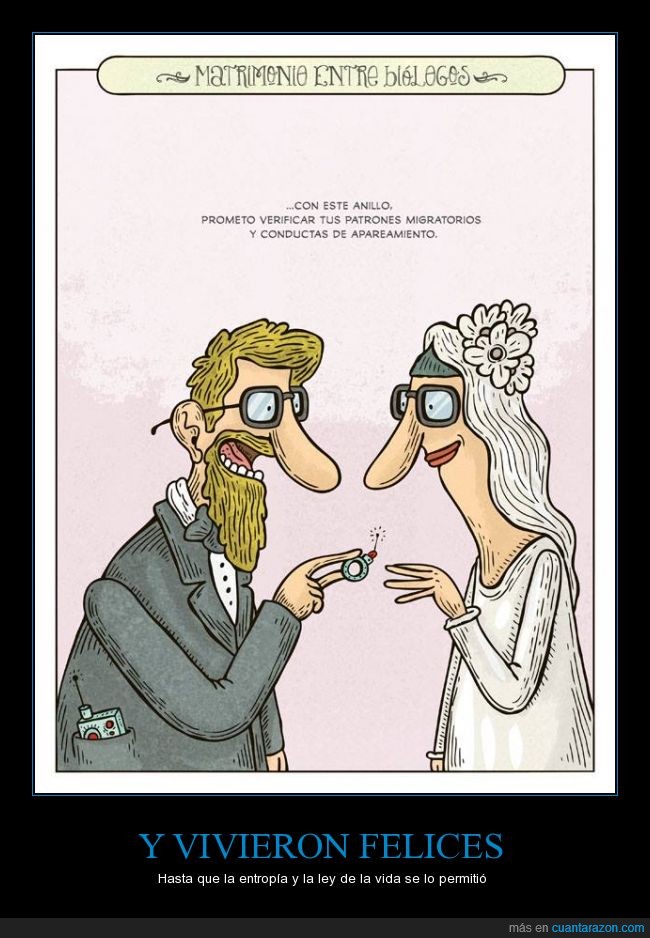 MATRIMONIO ENTRE BIÓLOGOS
...CON ESTE ANILLO,
PROMETO VERIFICAR TUS PATRONES MIGRATORIOS
Y CONDUCTAS DE APAREAMIENTO.
Y VIVIERON FELICES
Hasta que la entropía y la ley de la vida se lo permitió
más en cuantarazon.com